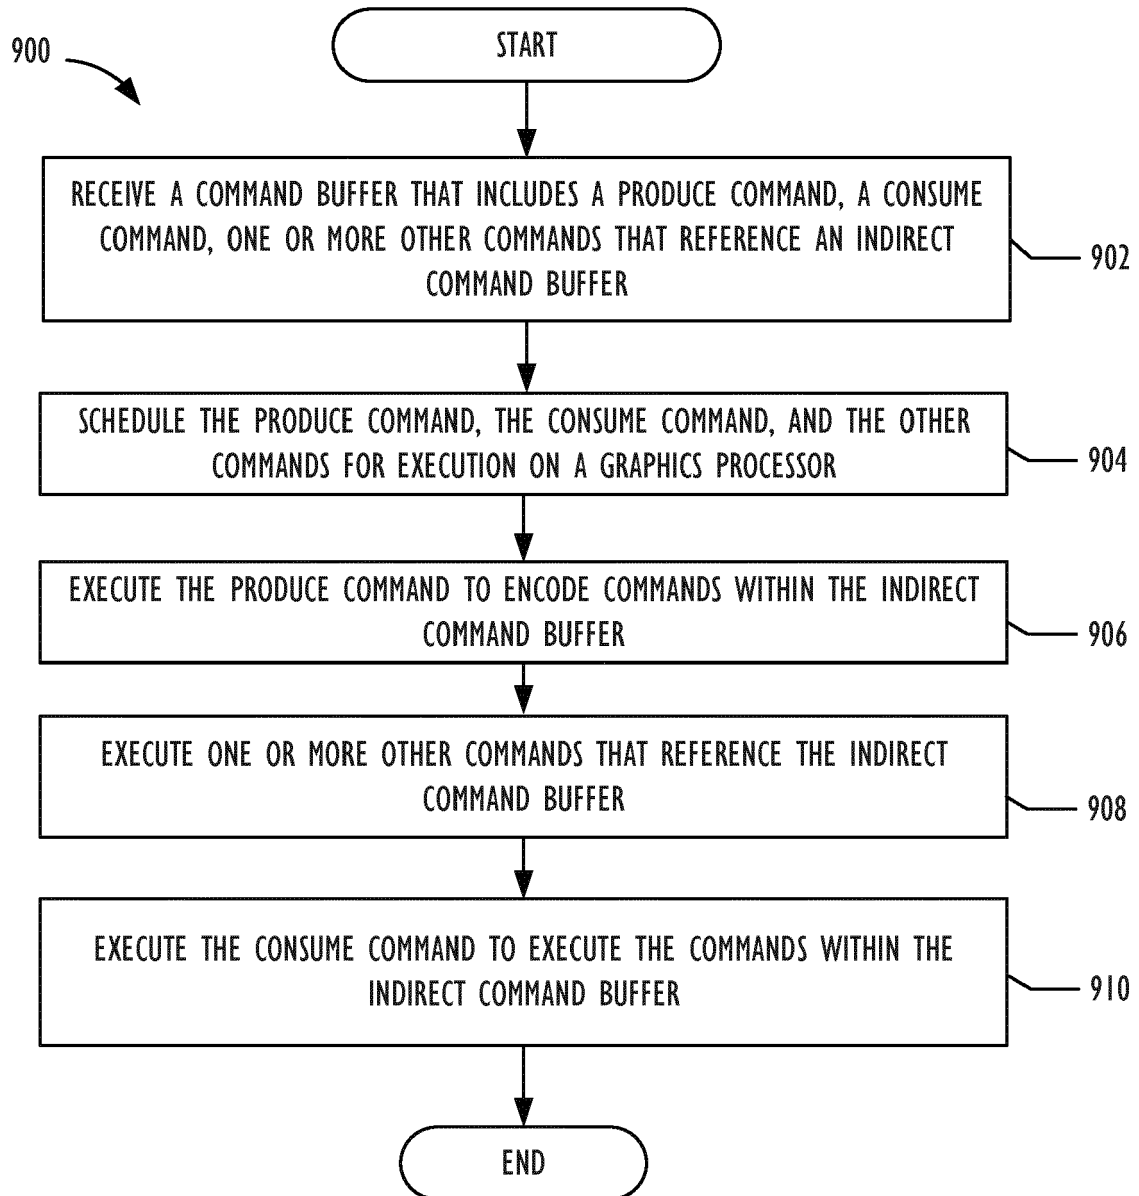 900
START
RECEIVE A COMMAND BUFFER THAT INCLUDES A PRODUCE COMMAND, A CONSUME
COMMAND, ONE OR MORE OTHER COMMANDS THAT REFERENCE AN INDIRECT
COMMAND BUFFER
902
SCHEDULE THE PRODUCE COMMAND, THE CONSUME COMMAND, AND THE OTHER
COMMANDS FOR EXECUTION ON A GRAPHICS PROCESSOR
904
EXECUTE THE PRODUCE COMMAND TO ENCODE COMMANDS WITHIN THE INDIRECT
COMMAND BUFFER
906
EXECUTE ONE OR MORE OTHER COMMANDS THAT REFERENCE THE INDIRECT
COMMAND BUFFER
908
EXECUTE THE CONSUME COMMAND TO EXECUTE THE COMMANDS WITHIN THE
INDIRECT COMMAND BUFFER
910
END